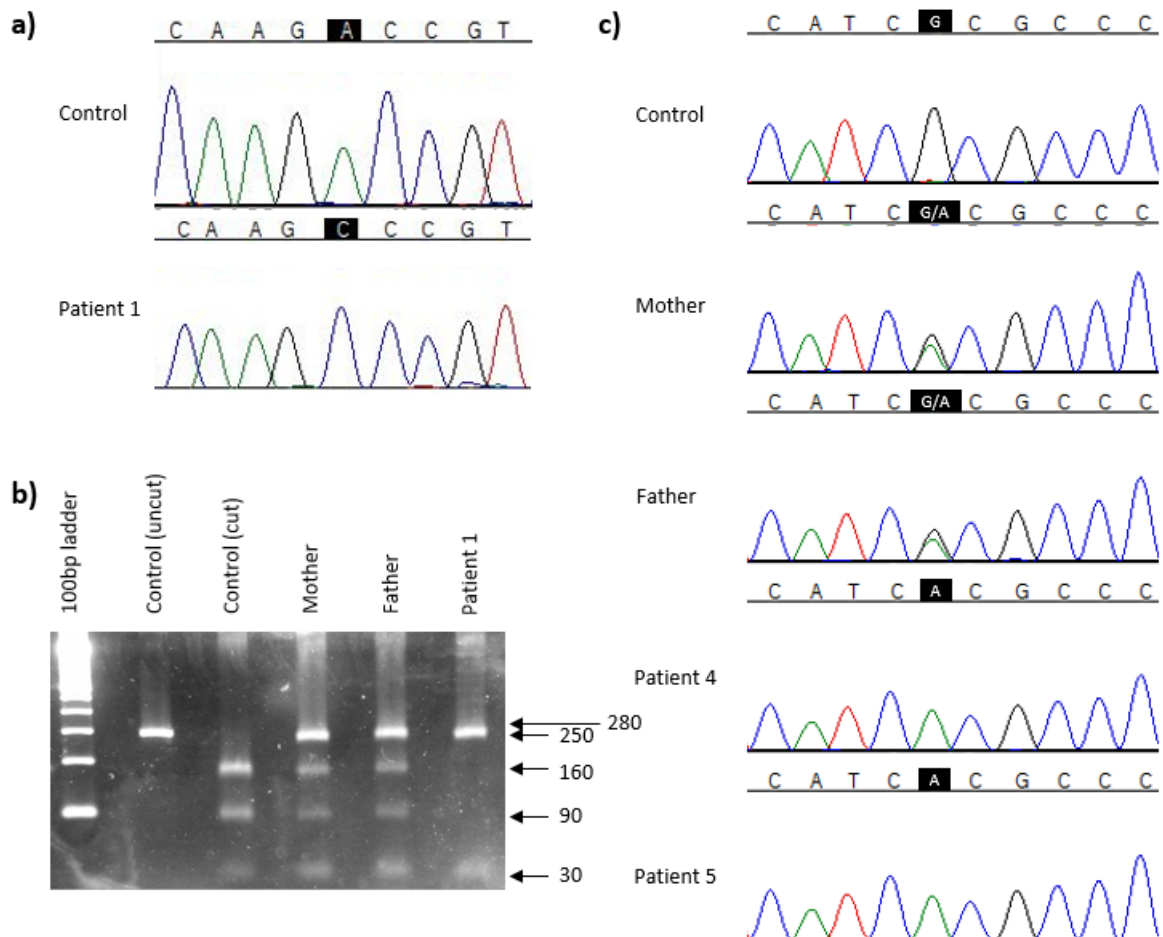 a)
C A A G A C C G T
Control
C A A G C C C G T
Patient 1
b)
100bp ladder
Control (uncut)
Control (cut)
Mother
Father
Patient 1
280
250
160
90
30
c)
C A T C G C G C C C
Control
C A T C G/A C G C C C
Mother
C A T C G/A C G C C C
Father
C A T C A C G C C C
Patient 4
C A T C A C G C C C
Patient 5